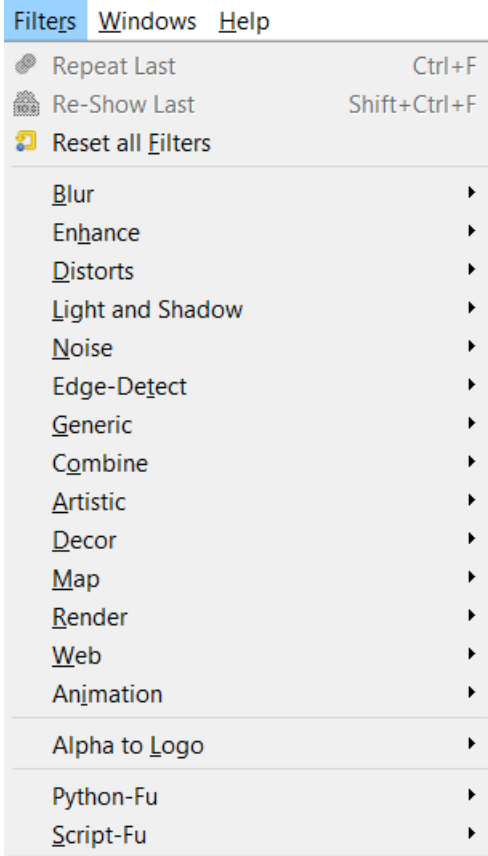 Filters Windows Help
Repeat Last Ctrl+F
Re-Show Last Shift+Ctrl+F
Reset all Filters
Blur
Enhance
Distorts
Light and Shadow
Noise
Edge-Detect
Generic
Combine
Artistic
Decor
Map
Render
Web
Animation
Alpha to Logo
Python-Fu
Script-Fu